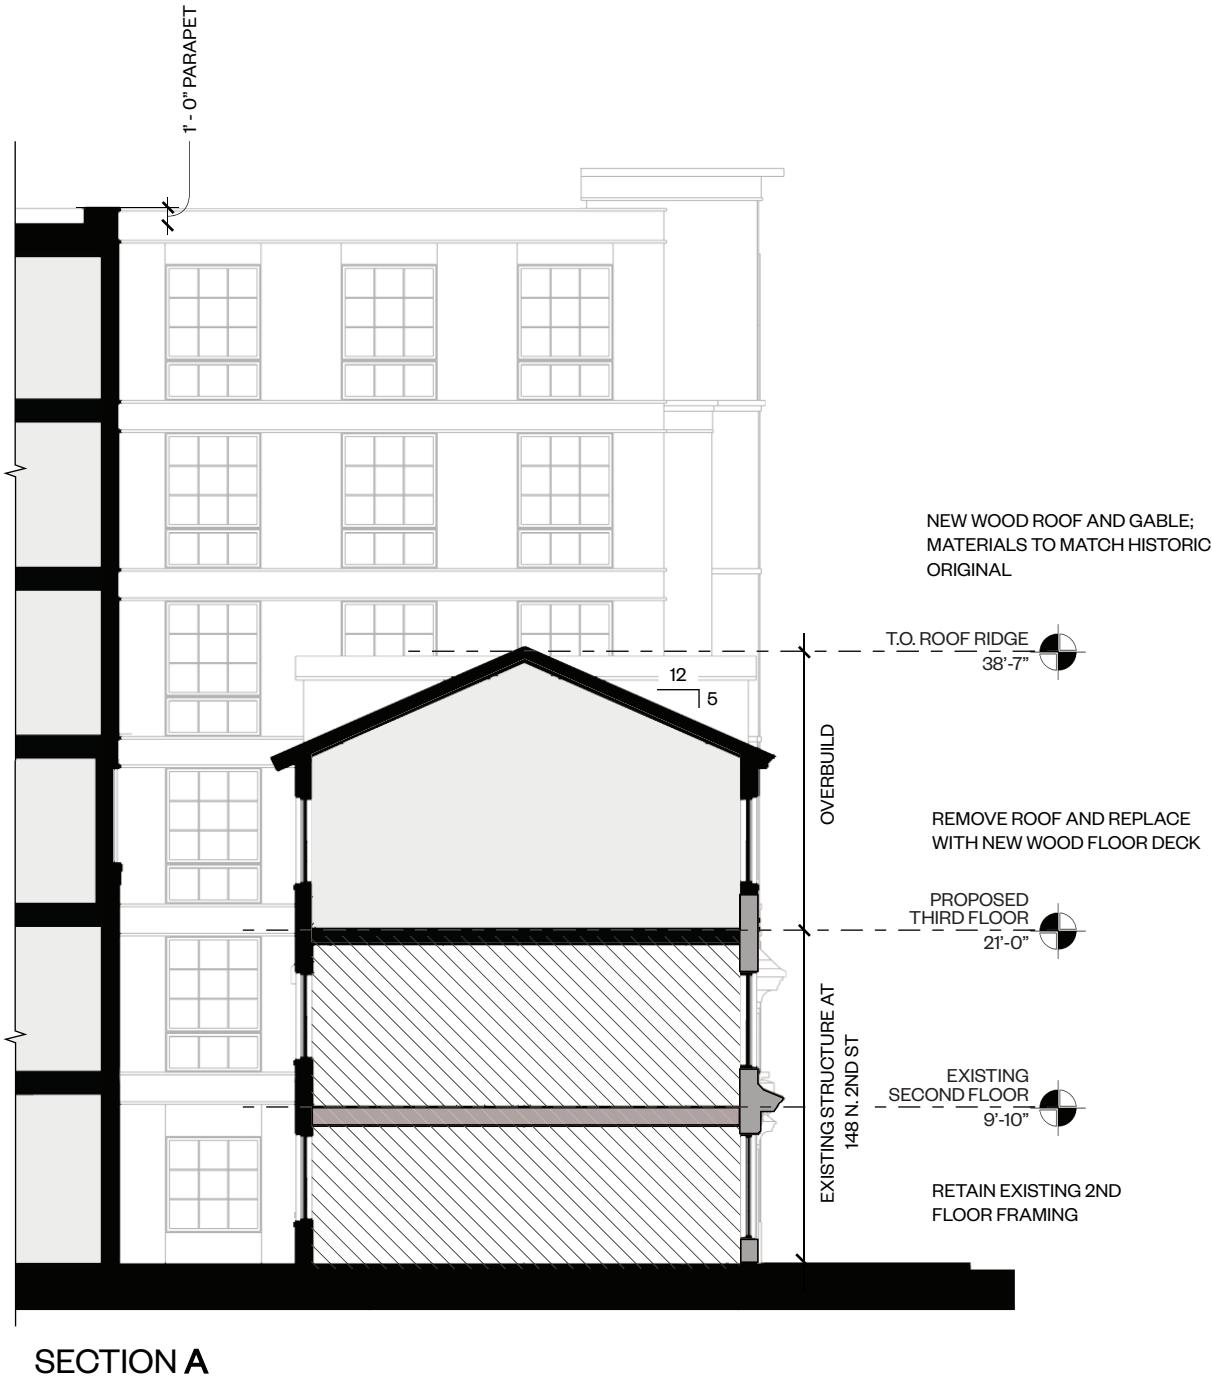 1' - 0" PARAPET
NEW WOOD ROOF AND GABLE;
MATERIALS TO MATCH HISTORIC
ORIGINAL
T.O. ROOF RIDGE
38'-7"
12
5
OVERBUILD
REMOVE ROOF AND REPLACE
WITH NEW WOOD FLOOR DECK
PROPOSED
THIRD FLOOR
21'-0"
EXISTING STRUCTURE AT
148 N. 2ND ST
EXISTING
SECOND FLOOR
9'-10"
RETAIN EXISTING 2ND
FLOOR FRAMING
SECTION A